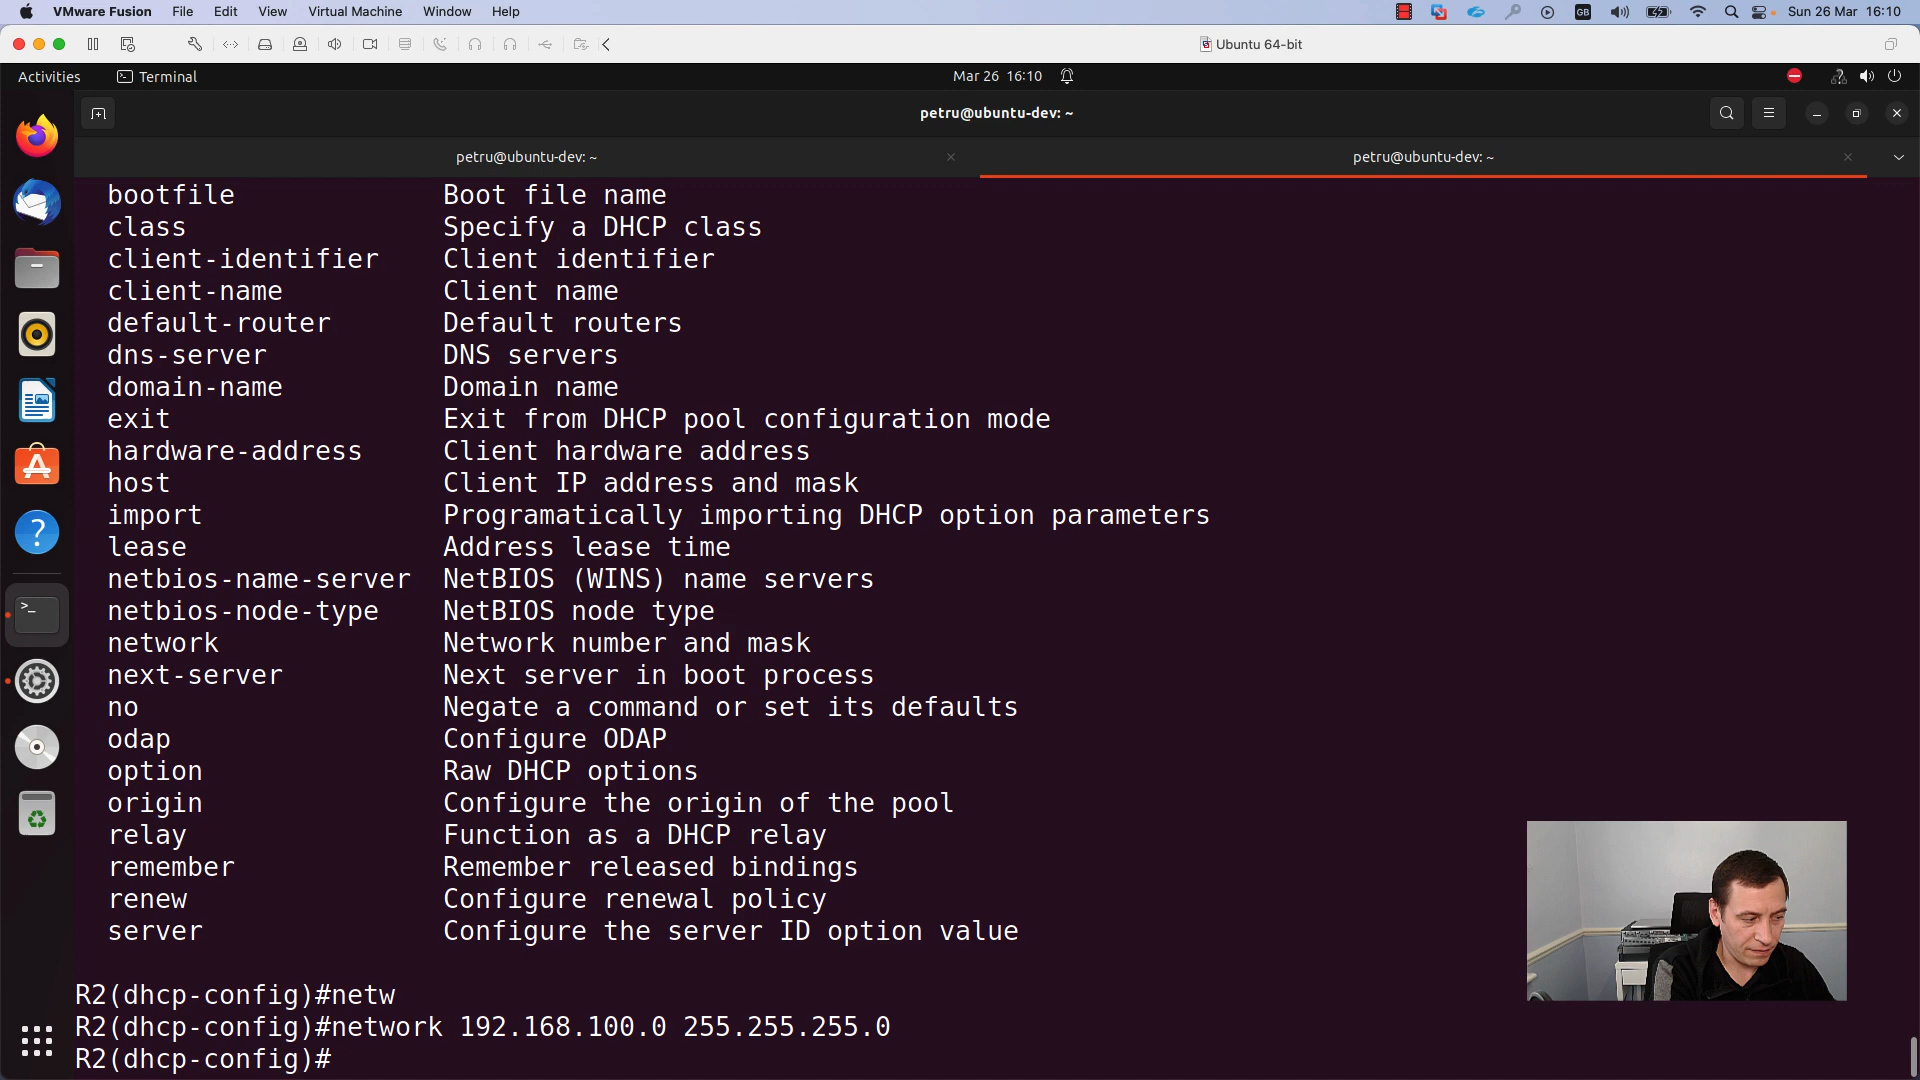 VMware Fusion File Edit View Virtual Machine Window Help GB Sun 26 Mar 16:10
Ubuntu 64-bit
Activities Terminal Mar 26 16:10
petru@ubuntu-dev: ~
petru@ubuntu-dev: ~ petru@ubuntu-dev: ~
bootfile Boot file name
class Specify a DHCP class
client-identifier Client identifier
client-name Client name
default-router Default routers
dns-server DNS servers
domain-name Domain name
exit Exit from DHCP pool configuration mode
hardware-address Client hardware address
host Client IP address and mask
import Programatically importing DHCP option parameters
lease Address lease time
netbios-name-server NetBIOS (WINS) name servers
netbios-node-type NetBIOS node type
network Network number and mask
next-server Next server in boot process
no Negate a command or set its defaults
odap Configure ODAP
option Raw DHCP options
origin Configure the origin of the pool
relay Function as a DHCP relay
remember Remember released bindings
renew Configure renewal policy
server Configure the server ID option value
R2(dhcp-config)#netw
R2(dhcp-config)#network 192.168.100.0 255.255.255.0
R2(dhcp-config)#